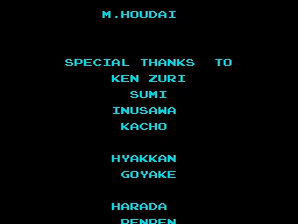 M.HOUDAI
SPECIAL THANKS TO
KEN ZURI
SUMI
INUSAWA
KACHO
HYAKKAN
GOYAKE
HARADA